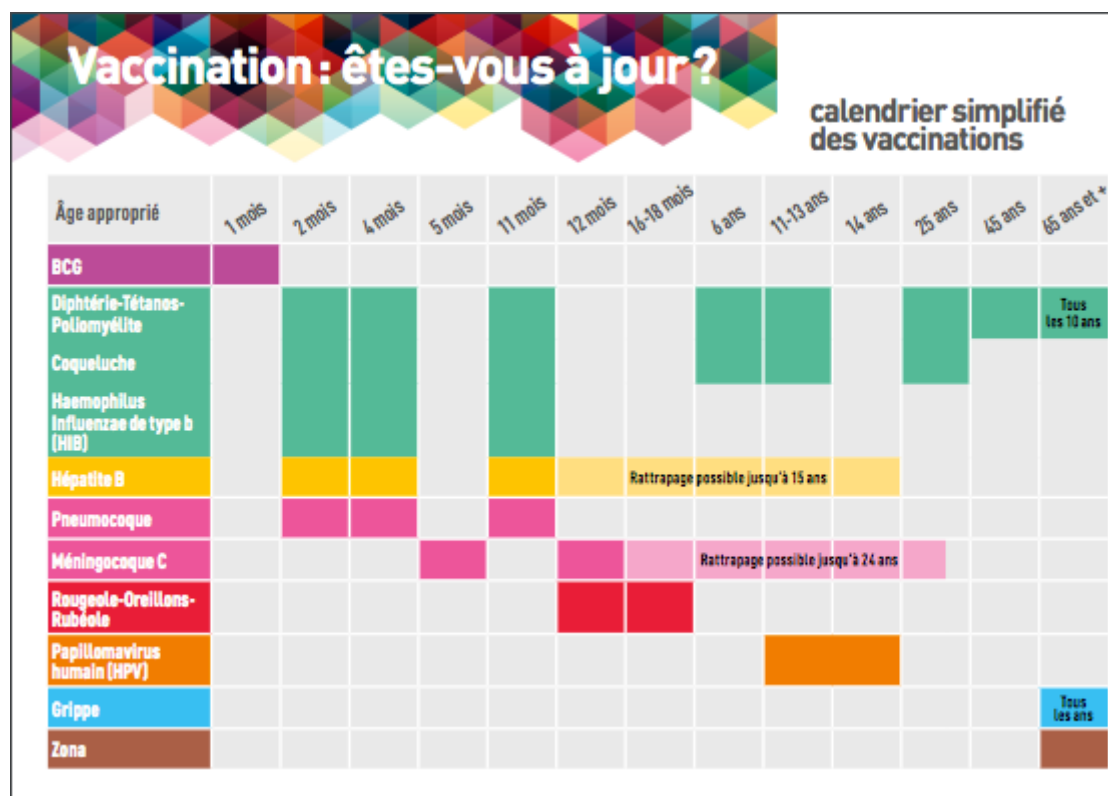 Vaccination : êtes-vous à jour ?
calendrier simplifié
des vaccinations
Âge approprié
1 mois
2 mois
4 mois
5 mois
11 mois
12 mois
16-18 mois
6 ans
11-13 ans
14 ans
25 ans
45 ans
65 ans et +
BCG
Diphtérie-Tétanos-
Poliomyélite
Tous
les 10 ans
Coqueluche
Haemophilus
Influenzae de type b
(HIB)
Hépatite B
Rattrapage possible jusqu'à 15 ans
Pneumocoque
Méningocoque C
Rattrapage possible jusqu'à 24 ans
Rougeole-Oreillons-
Rubéole
Papillomavirus
humain (HPV)
Grippe
Tous
les ans
Zona